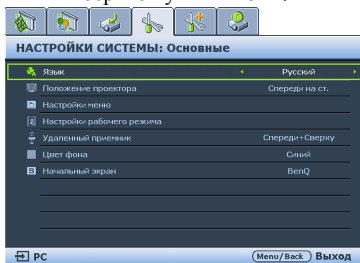 НАСТРОЙКИ СИСТЕМЫ: Основные
Язык Русский
Положение проектора Спереди на ст.
Настройки меню
Настройки рабочего режима
Удаленный приемник Спереди+Сверху
Цвет фона Синий
Начальный экран BenQ
PC Menu/Back Выход